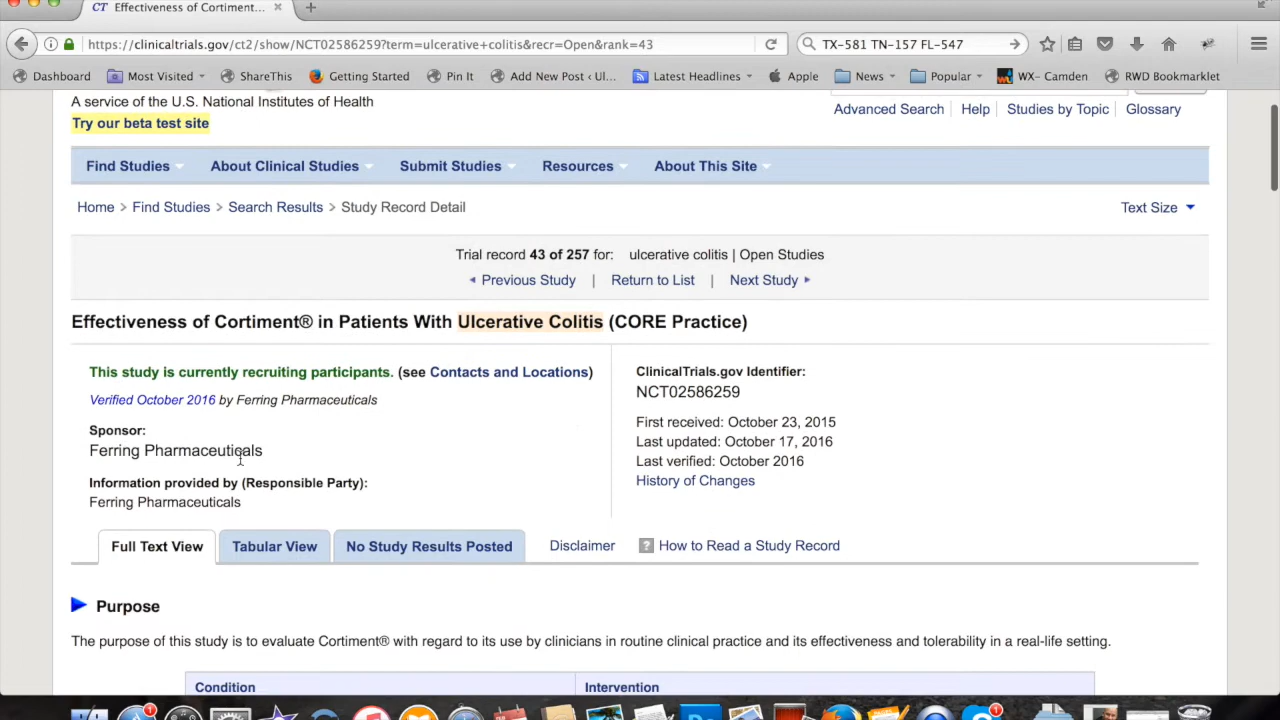 CT Effectiveness of Cortiment...
https://clinicaltrials.gov/ct2/show/NCT02586259?term=ulcerative+colitis&recr=Open&rank=43
TX-581 TN-157 FL-547
Dashboard Most Visited ShareThis Getting Started Pin It Add New Post ‹ Ul... Latest Headlines Apple News Popular WX- Camden RWD Bookmarklet
A service of the U.S. National Institutes of Health
Try our beta test site
Advanced Search Help Studies by Topic Glossary
Find Studies About Clinical Studies Submit Studies Resources About This Site
Home > Find Studies > Search Results > Study Record Detail
Text Size
Trial record 43 of 257 for: ulcerative colitis | Open Studies
Previous Study | Return to List | Next Study
Effectiveness of Cortiment® in Patients With Ulcerative Colitis (CORE Practice)
This study is currently recruiting participants. (see Contacts and Locations)
Verified October 2016 by Ferring Pharmaceuticals
Sponsor:
Ferring Pharmaceuticals
Information provided by (Responsible Party):
Ferring Pharmaceuticals
ClinicalTrials.gov Identifier:
NCT02586259
First received: October 23, 2015
Last updated: October 17, 2016
Last verified: October 2016
History of Changes
Full Text View Tabular View No Study Results Posted Disclaimer ? How to Read a Study Record
Purpose
The purpose of this study is to evaluate Cortiment® with regard to its use by clinicians in routine clinical practice and its effectiveness and tolerability in a real-life setting.
Condition Intervention
1 1